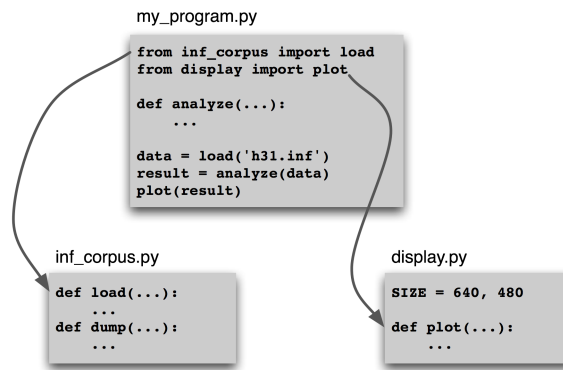 my_program.py
from inf_corpus import load
from display import plot
def analyze(...):
...
data = load('h31.inf')
result = analyze(data)
plot(result)
inf_corpus.py
def load(...):
...
def dump(...):
...
display.py
SIZE = 640, 480
def plot(...):
...